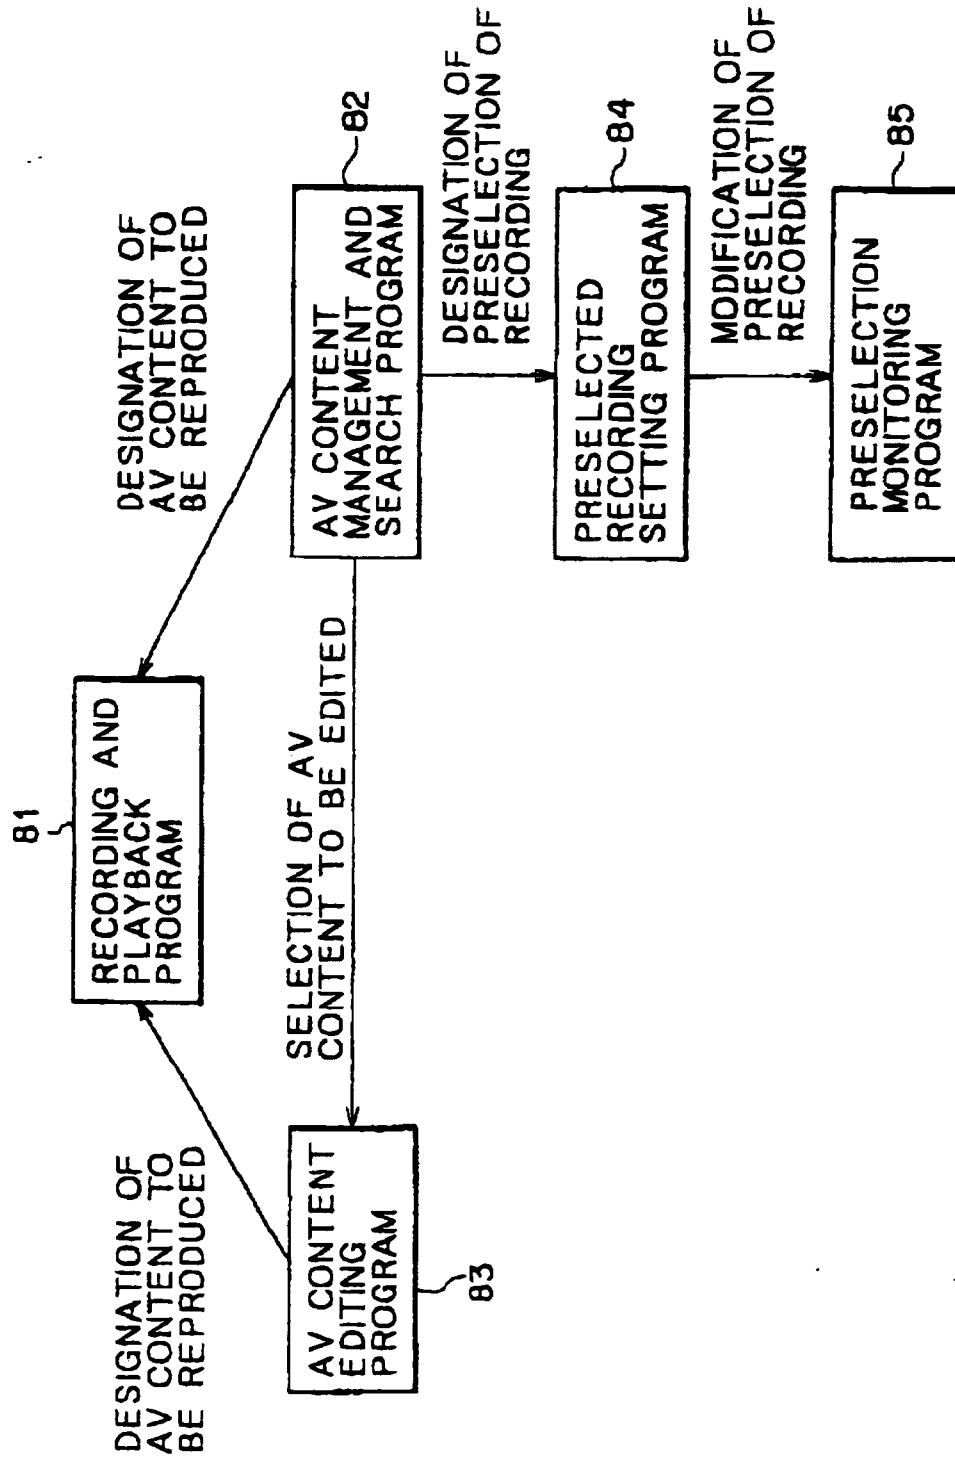 81
RECORDING AND
PLAYBACK
PROGRAM
DESIGNATION OF
AV CONTENT TO
BE REPRODUCED
DESIGNATION OF
AV CONTENT TO
BE REPRODUCED
AV CONTENT
EDITING
PROGRAM
83
SELECTION OF AV
CONTENT TO BE EDITED
AV CONTENT
MANAGEMENT AND
SEARCH PROGRAM
82
DESIGNATION OF
PRESELECTION OF
RECORDING
PRESELECTED
RECORDING
SETTING PROGRAM
84
MODIFICATION OF
PRESELECTION OF
RECORDING
PRESELECTION
MONITORING
PROGRAM
85